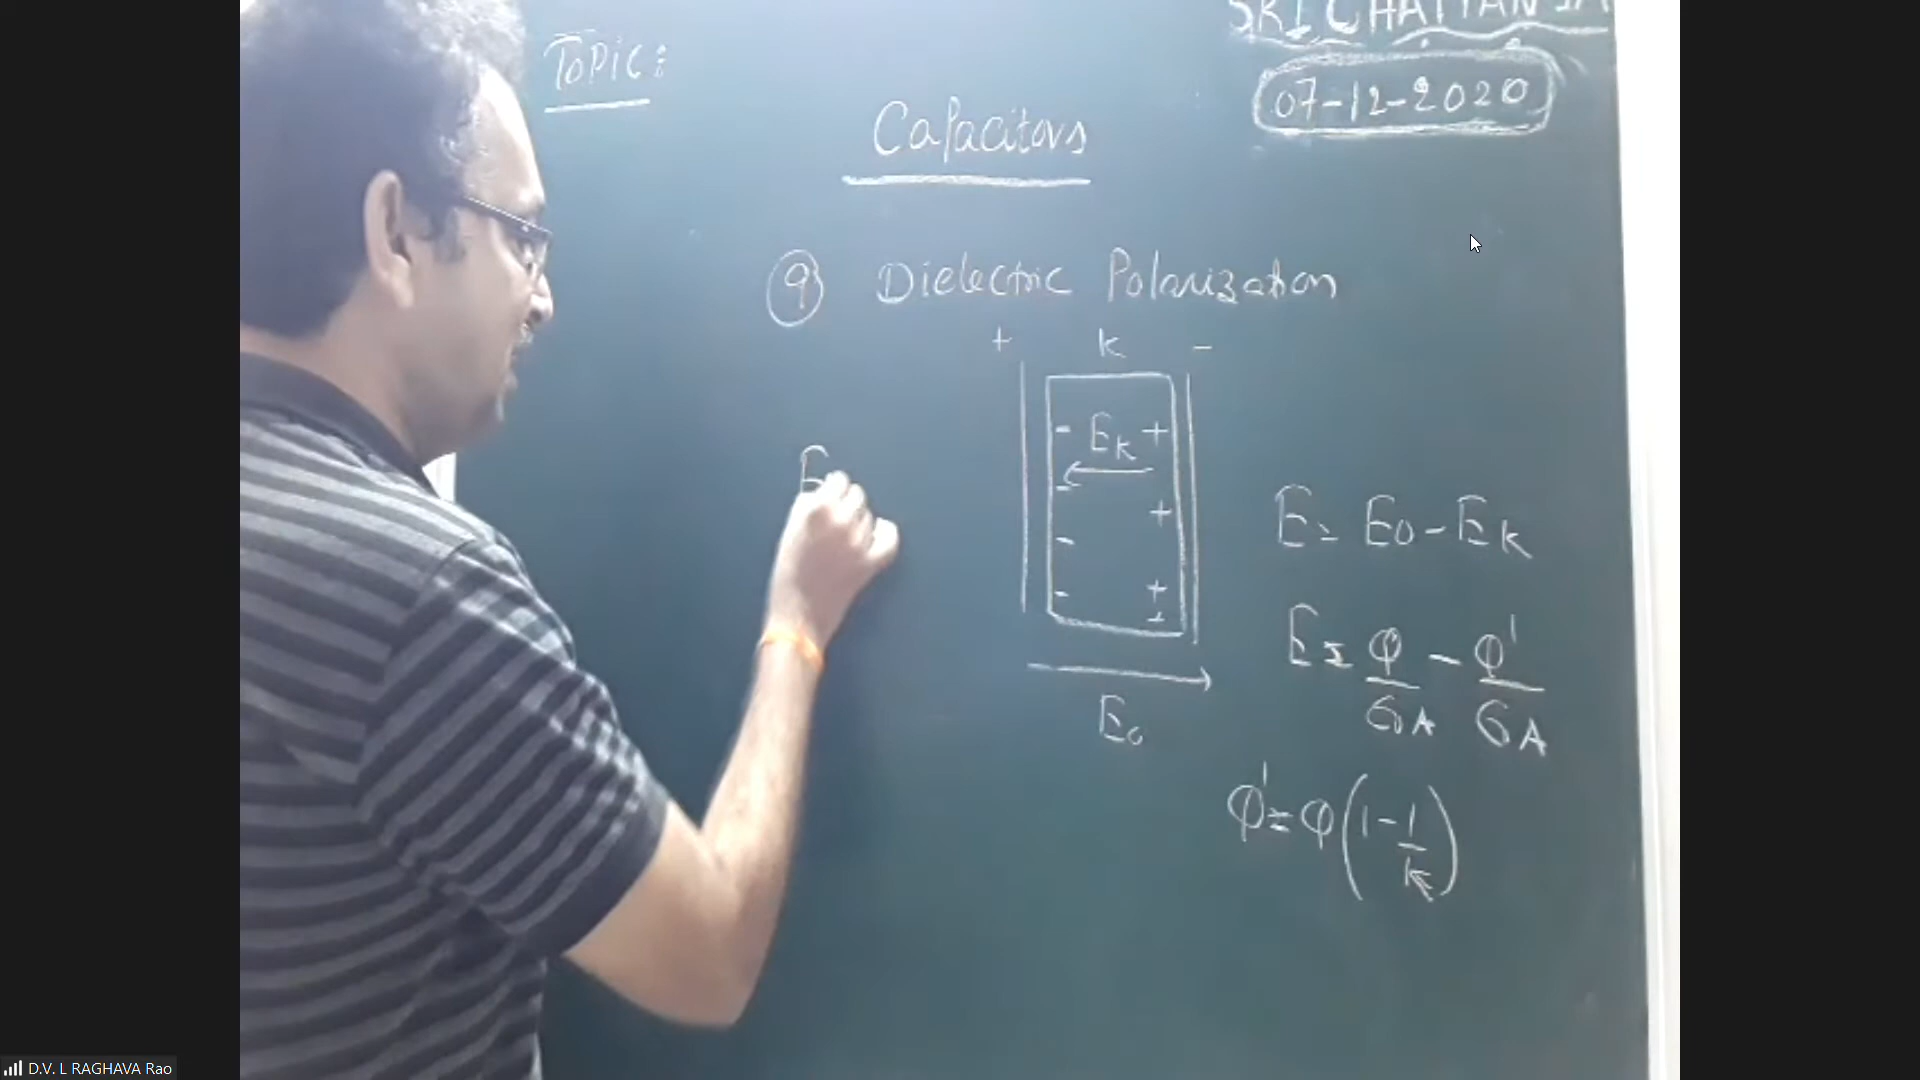 SRI CHAITANYA
TOPIC:
07-12-2020
Capacitors
9 Dielectric Polarization
+ K -
- EK +
-
+
-
- +
+
E
E = E0 - EK
E0
E = Q/ε0A - Q'/ε0A
Q' = Q(1 - 1/K)
D.V. L RAGHAVA Rao